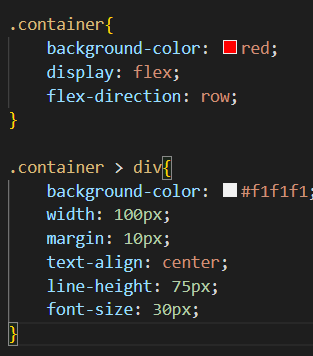 .container{
    background-color: red;
    display: flex;
    flex-direction: row;
}

.container > div{
    background-color: #f1f1f1;
    width: 100px;
    margin: 10px;
    text-align: center;
    line-height: 75px;
    font-size: 30px;
}